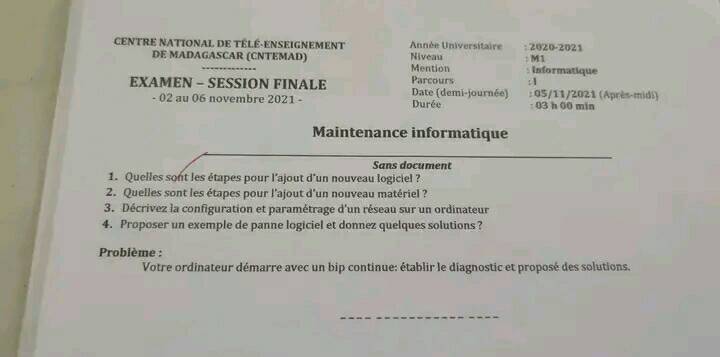 CENTRE NATIONAL DE TÉLÉ-ENSEIGNEMENT
DE MADAGASCAR (CNTEMAD)
-------------
EXAMEN – SESSION FINALE
- 02 au 06 novembre 2021 -
Année Universitaire : 2020-2021
Niveau : M1
Mention : Informatique
Parcours : I
Date (demi-journée) : 05/11/2021 (Après-midi)
Durée : 03 h 00 min
Maintenance informatique
Sans document
1. Quelles sont les étapes pour l'ajout d'un nouveau logiciel ?
2. Quelles sont les étapes pour l'ajout d'un nouveau matériel ?
3. Décrivez la configuration et paramétrage d'un réseau sur un ordinateur
4. Proposer un exemple de panne logiciel et donnez quelques solutions ?
Problème :
Votre ordinateur démarre avec un bip continue: établir le diagnostic et proposé des solutions.